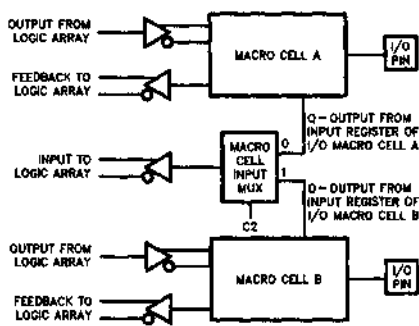 OUTPUT FROM
LOGIC ARRAY
MACRO CELL A
I/O
PIN
FEEDBACK TO
LOGIC ARRAY
Q - OUTPUT FROM
INPUT REGISTER OF
I/O MACRO CELL A
INPUT TO
LOGIC ARRAY
MACRO
CELL
INPUT
MUX
0
1
C2
Q - OUTPUT FROM
INPUT REGISTER OF
I/O MACRO CELL B
OUTPUT FROM
LOGIC ARRAY
MACRO CELL B
I/O
PIN
FEEDBACK TO
LOGIC ARRAY